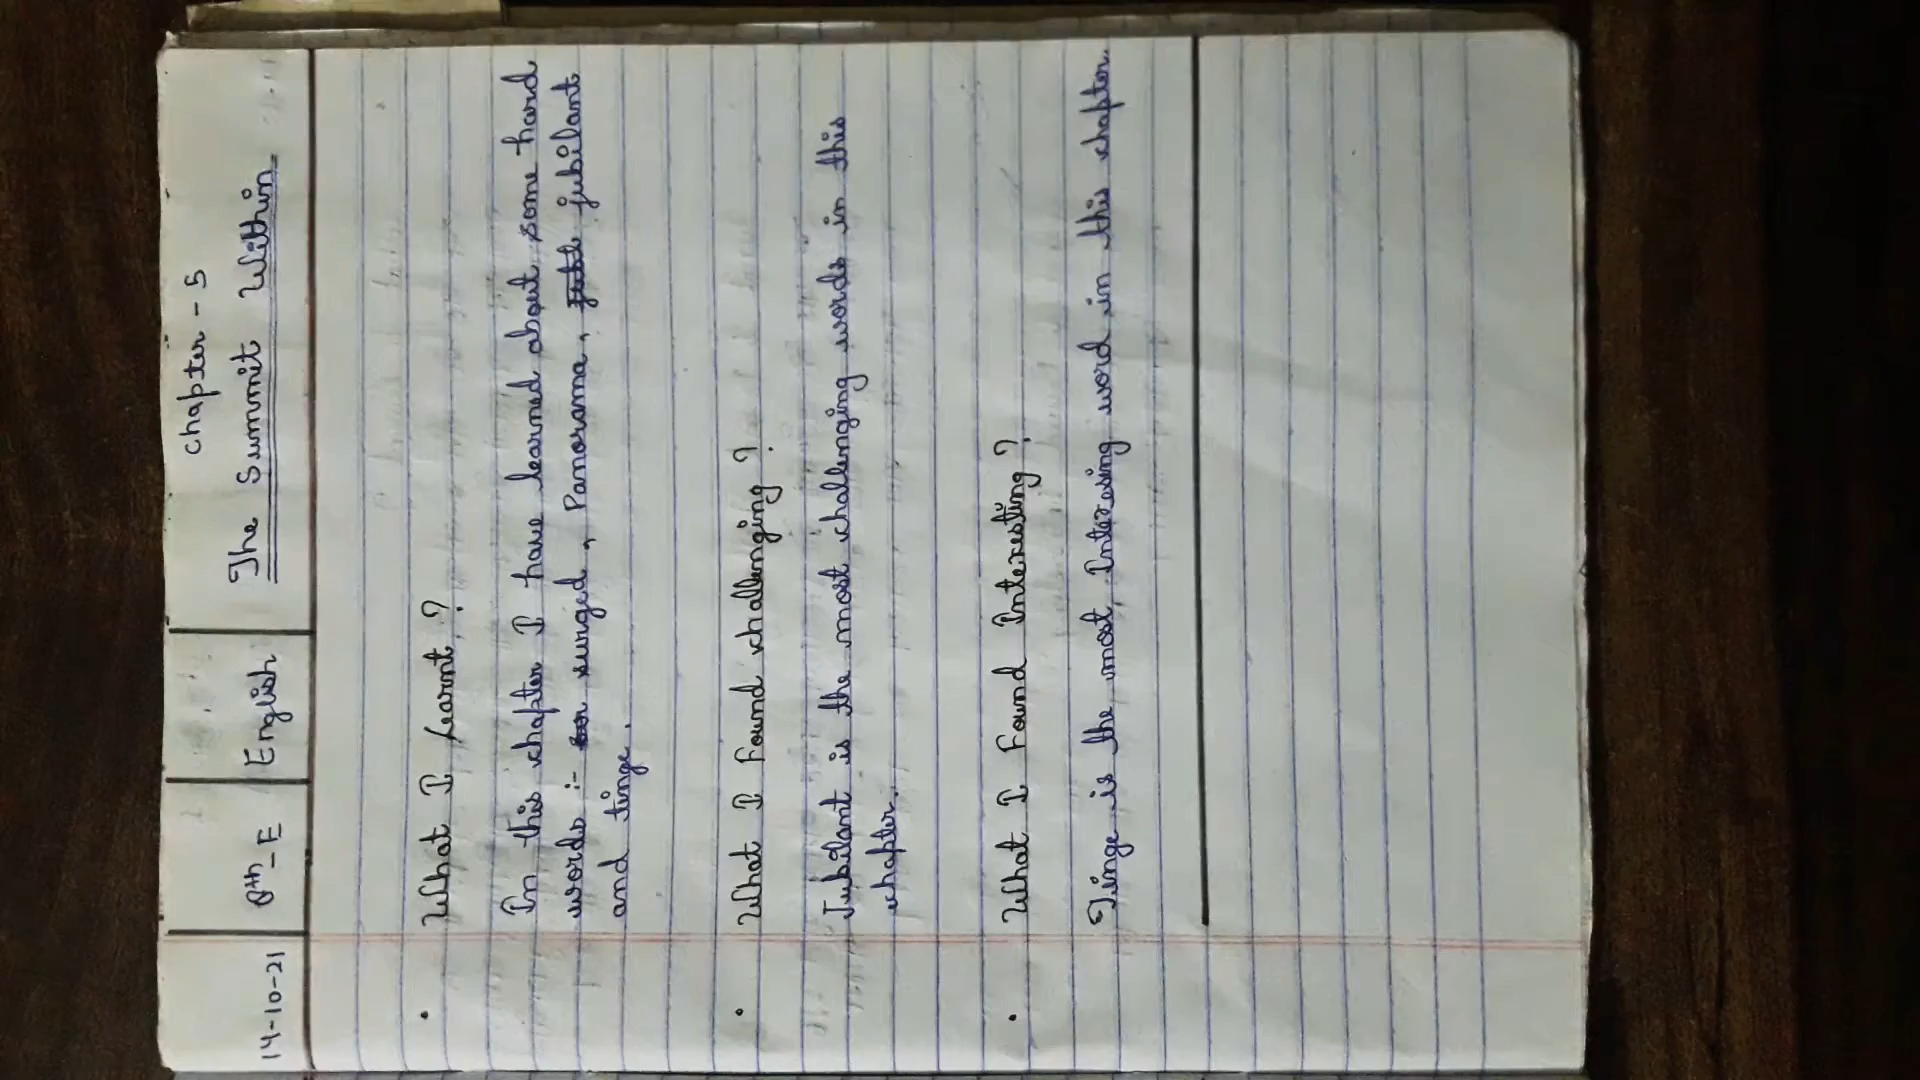 Chapter - 5
14-10-21 8th - E English The Summit Within
• What I Learnt ?
In this chapter I have learned about some hard
words :- surged, Panorama, jubilant
and tinge.
• What I Found challenging ?
Jubilant is the most challenging words in this
chapter.
• What I Found Interesting ?
Tinge is the most Interesing word in this chapter.